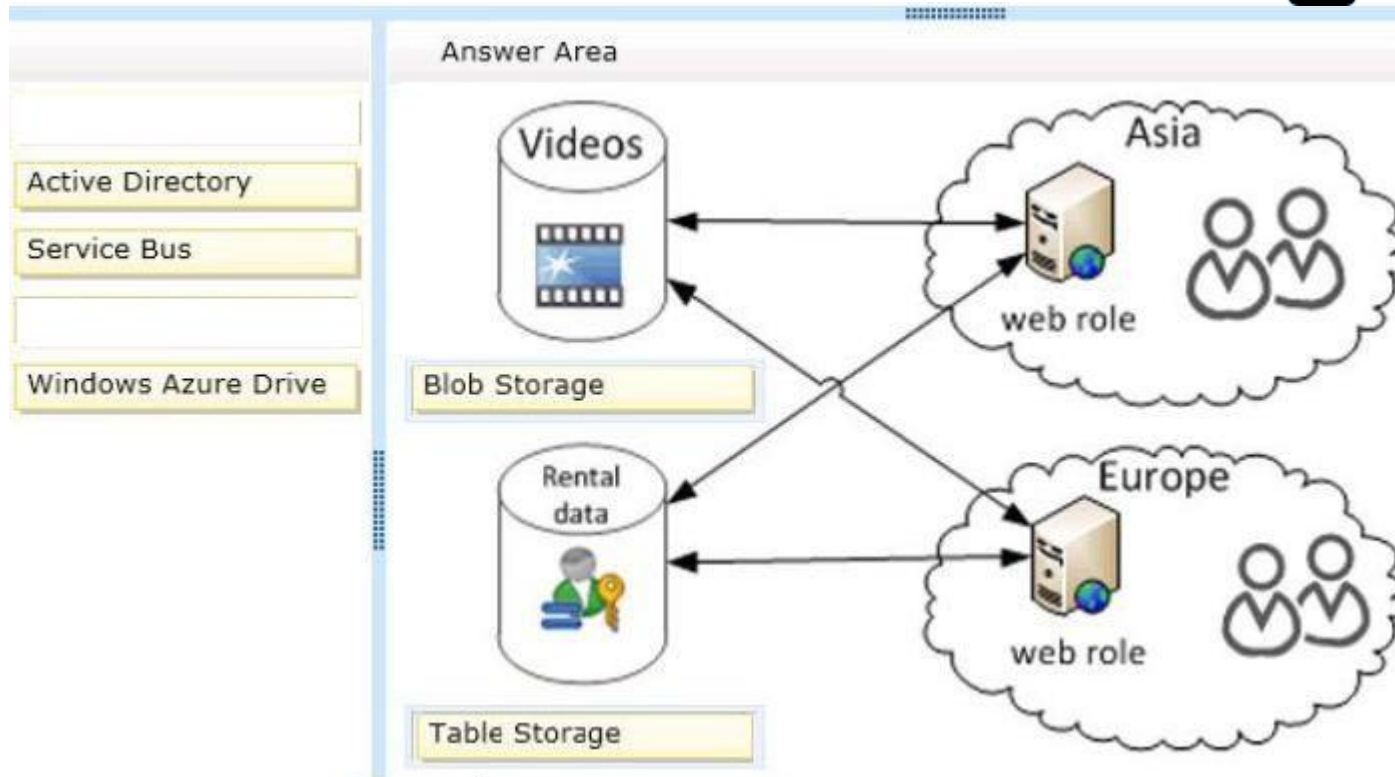 Answer Area
Active Directory
Service Bus
Windows Azure Drive
Videos
Blob Storage
Rental
data
Table Storage
Asia
web role
Europe
web role